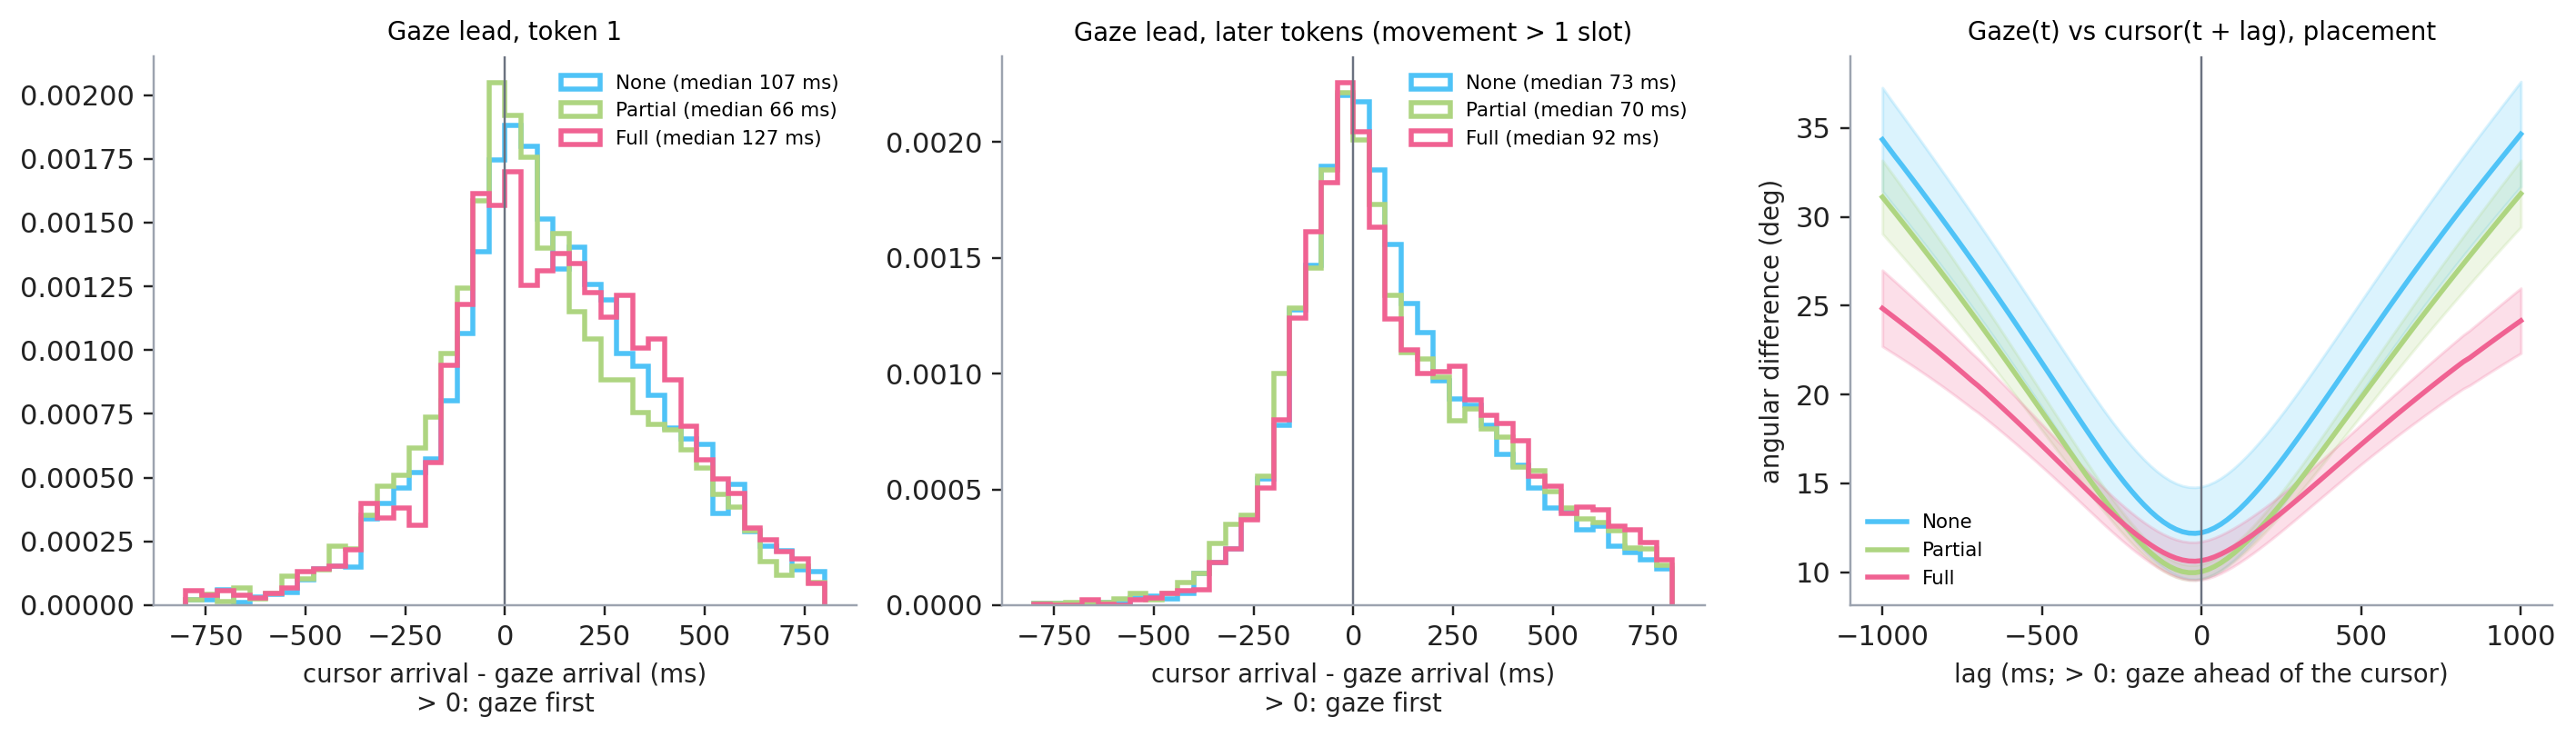 Gaze lead, token 1
None (median 107 ms)
Partial (median 66 ms)
Full (median 127 ms)
0.00200
0.00175
0.00150
0.00125
0.00100
0.00075
0.00050
0.00025
0.00000
−750 −500 −250 0 250 500 750
cursor arrival - gaze arrival (ms)
> 0: gaze first
Gaze lead, later tokens (movement > 1 slot)
None (median 73 ms)
Partial (median 70 ms)
Full (median 92 ms)
0.0020
0.0015
0.0010
0.0005
0.0000
−750 −500 −250 0 250 500 750
cursor arrival - gaze arrival (ms)
> 0: gaze first
Gaze(t) vs cursor(t + lag), placement
angular difference (deg)
35
30
25
20
15
10
None
Partial
Full
−1000 −500 0 500 1000
lag (ms; > 0: gaze ahead of the cursor)